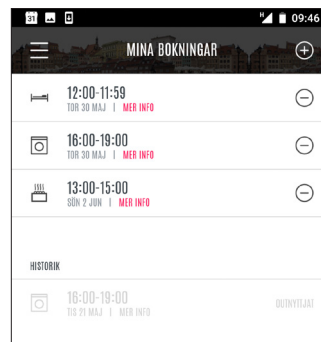 31 H 09:46
MINA BOKNINGAR
12:00-11:59
TOR 30 MAJ | MER INFO
16:00-19:00
TOR 30 MAJ | MER INFO
13:00-15:00
SÖN 2 JUN | MER INFO
HISTORIK
16:00-19:00
TIS 21 MAJ | MER INFO
OUTNYTTJAT